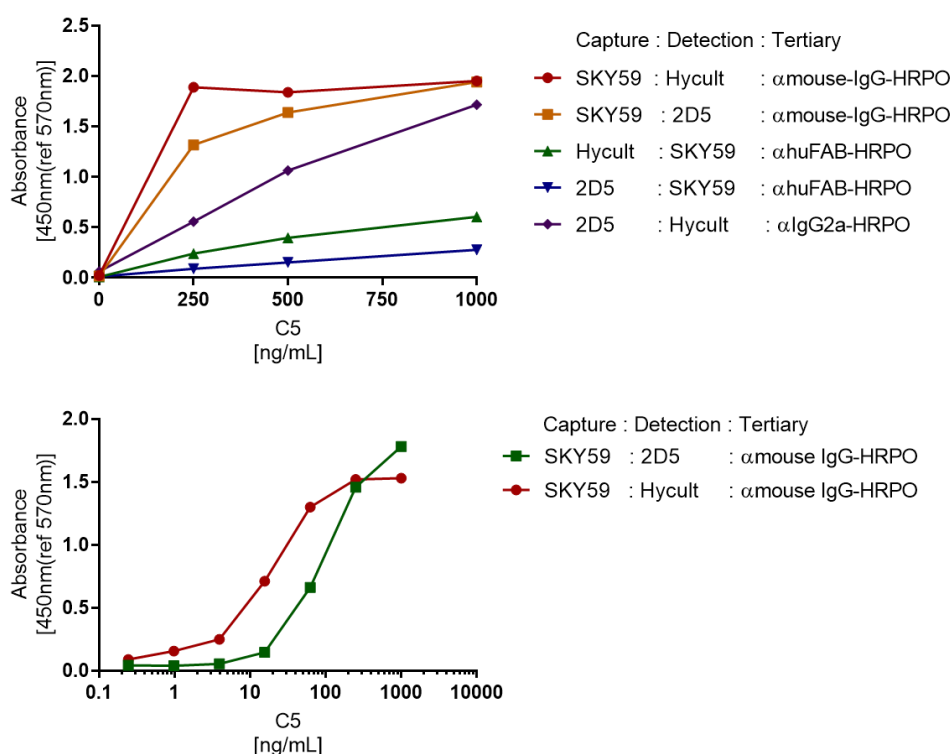 Capture : Detection : Tertiary
SKY59 : Hycult : αmouse-IgG-HRPO
SKY59 : 2D5 : αmouse-IgG-HRPO
Hycult : SKY59 : αhuFAB-HRPO
2D5 : SKY59 : αhuFAB-HRPO
2D5 : Hycult : αIgG2a-HRPO
Absorbance
[450nm(ref 570nm)]
2.5
2.0
1.5
1.0
0.5
0.0
0 250 500 750 1000
C5
[ng/mL]
Capture : Detection : Tertiary
SKY59 : 2D5 : αmouse IgG-HRPO
SKY59 : Hycult : αmouse IgG-HRPO
Absorbance
[450nm(ref 570nm)]
2.0
1.5
1.0
0.5
0.0
0.1 1 10 100 1000 10000
C5
[ng/mL]